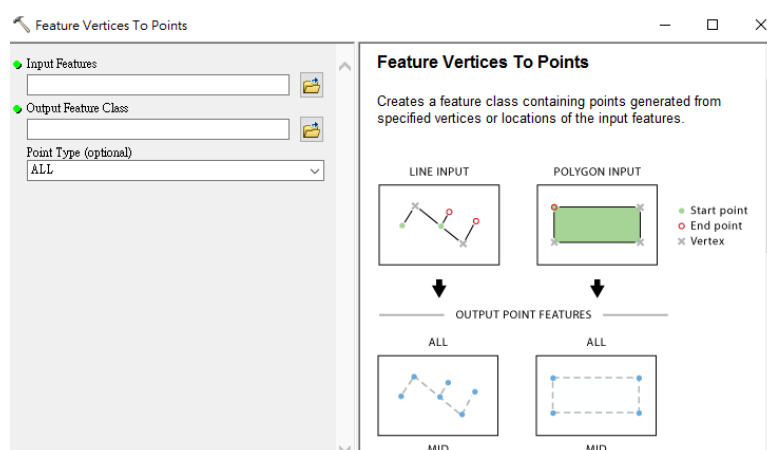 Feature Vertices To Points
Input Features
Output Feature Class
Point Type (optional)
ALL
Feature Vertices To Points
Creates a feature class containing points generated from
specified vertices or locations of the input features.
LINE INPUT
POLYGON INPUT
Start point
End point
Vertex
OUTPUT POINT FEATURES
ALL
ALL
MID
MID